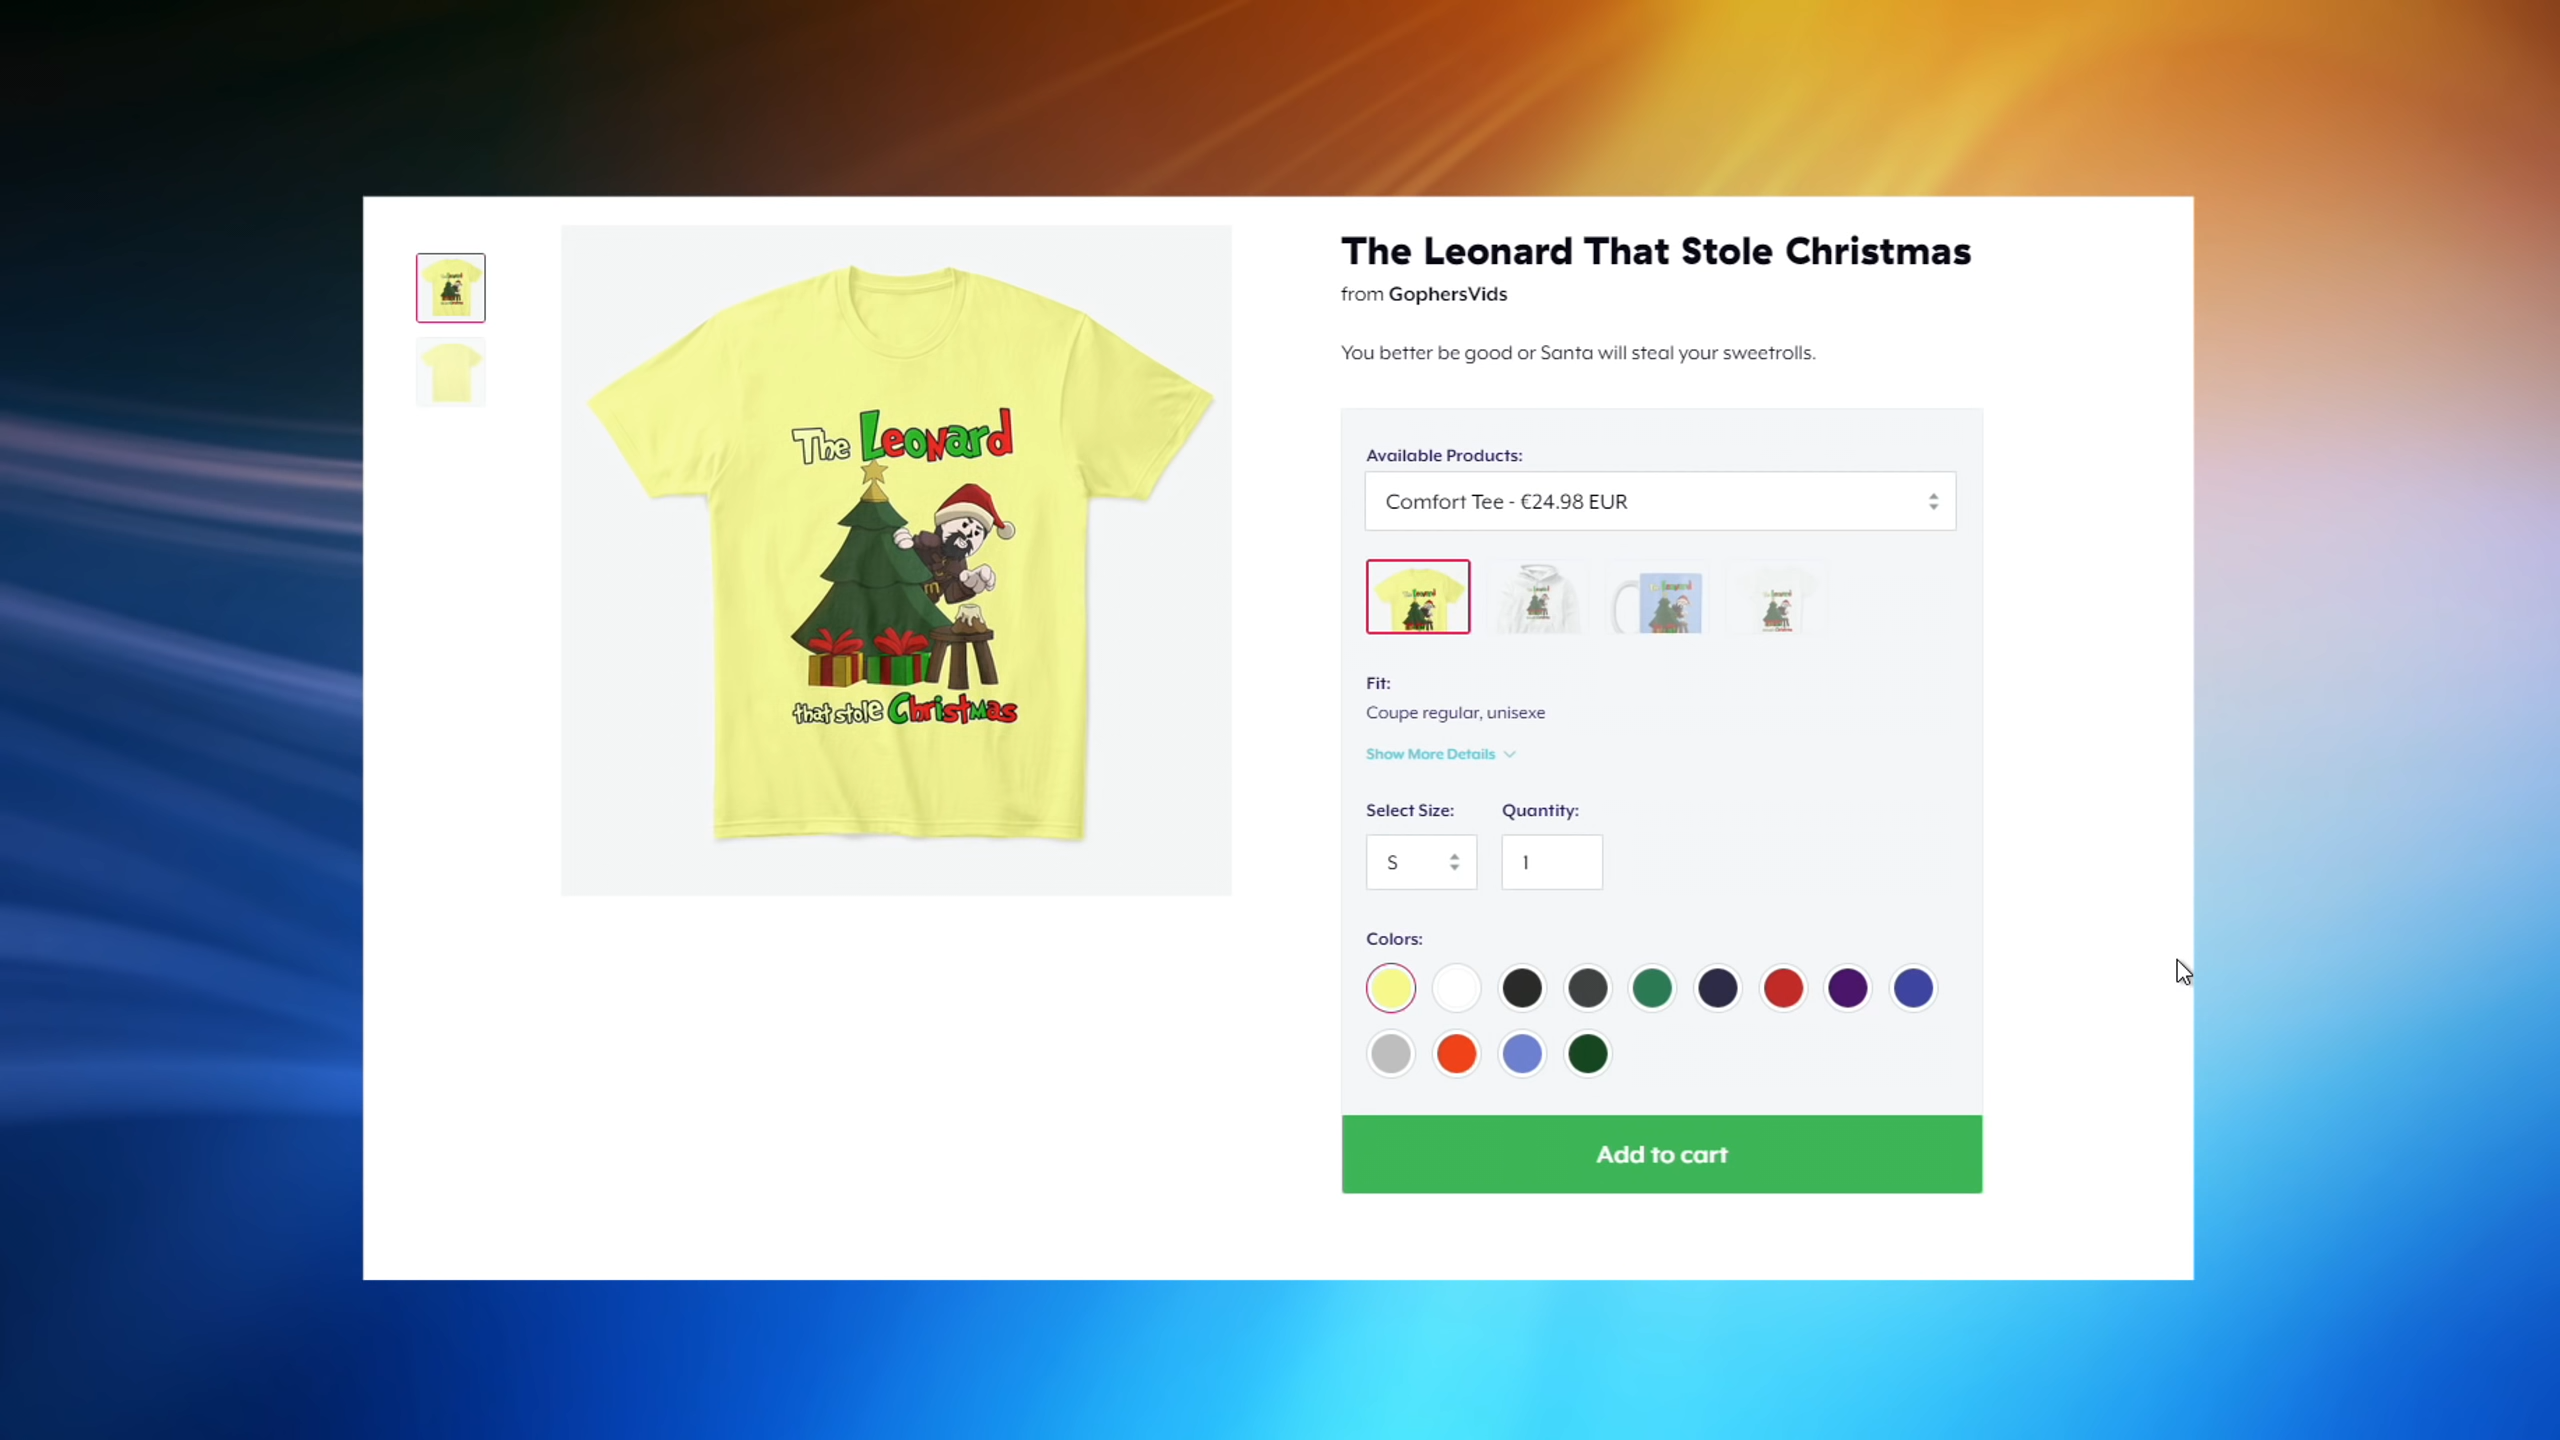 The Leonard That Stole Christmas
from GophersVids
You better be good or Santa will steal your sweetrolls.
The Leonard
that stole Christmas
Available Products:
Comfort Tee - €24.98 EUR
Fit:
Coupe regular, unisexe
Show More Details
Select Size:
Quantity:
S
1
Colors:
Add to cart